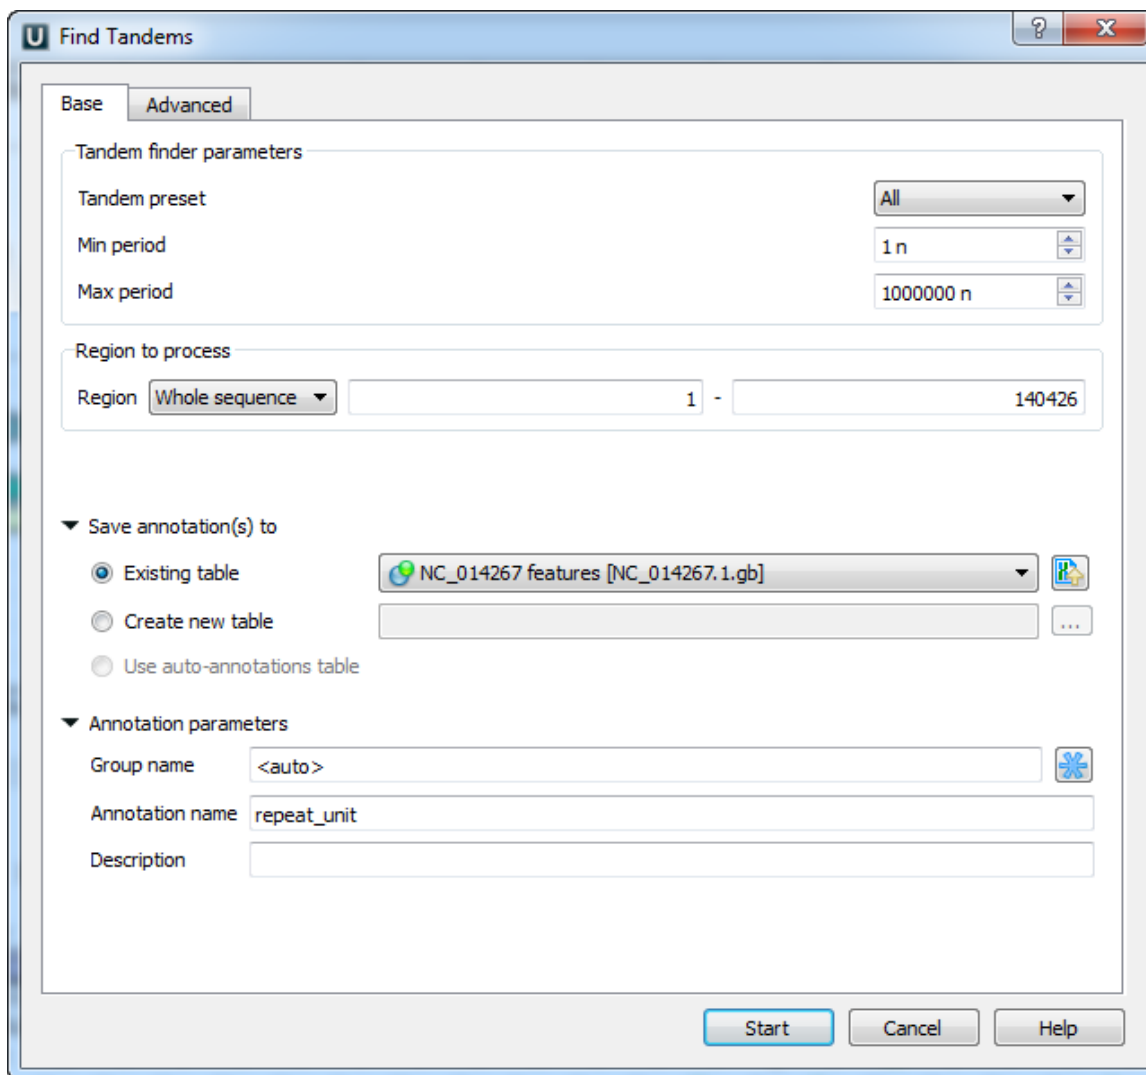 Find Tandems
Base Advanced
Tandem finder parameters
Tandem preset All
Min period 1 n
Max period 1000000 n
Region to process
Region Whole sequence 1 - 140426
Save annotation(s) to
Existing table NC_014267 features [NC_014267.1.gb]
Create new table ...
Use auto-annotations table
Annotation parameters
Group name <auto>
Annotation name repeat_unit
Description
Start Cancel Help